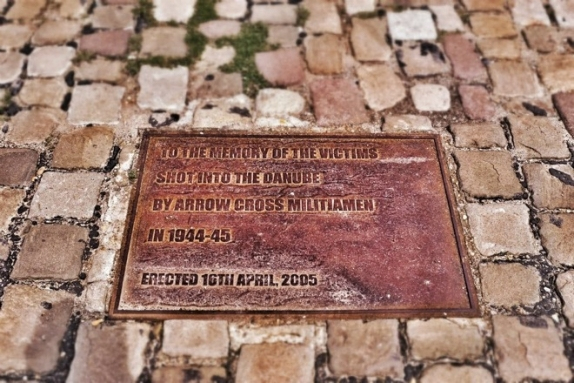 TO THE MEMORY OF THE VICTIMS
SHOT INTO THE DANUBE
BY ARROW CROSS MILITIAMEN
IN 1944-45
ERECTED 16TH APRIL, 2005